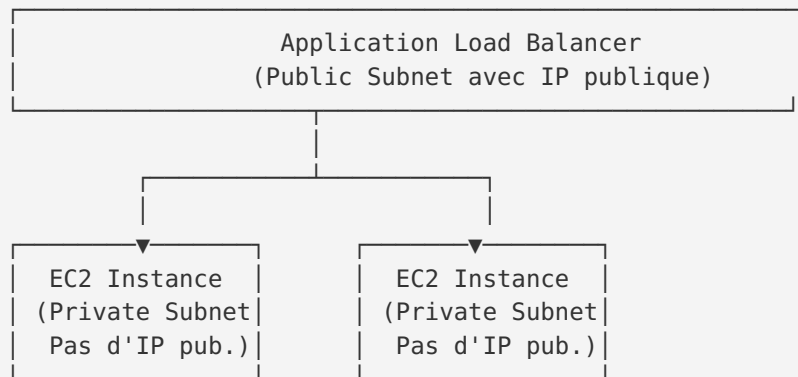 Application Load Balancer
(Public Subnet avec IP publique)
EC2 Instance
(Private Subnet
Pas d'IP pub.)
EC2 Instance
(Private Subnet
Pas d'IP pub.)